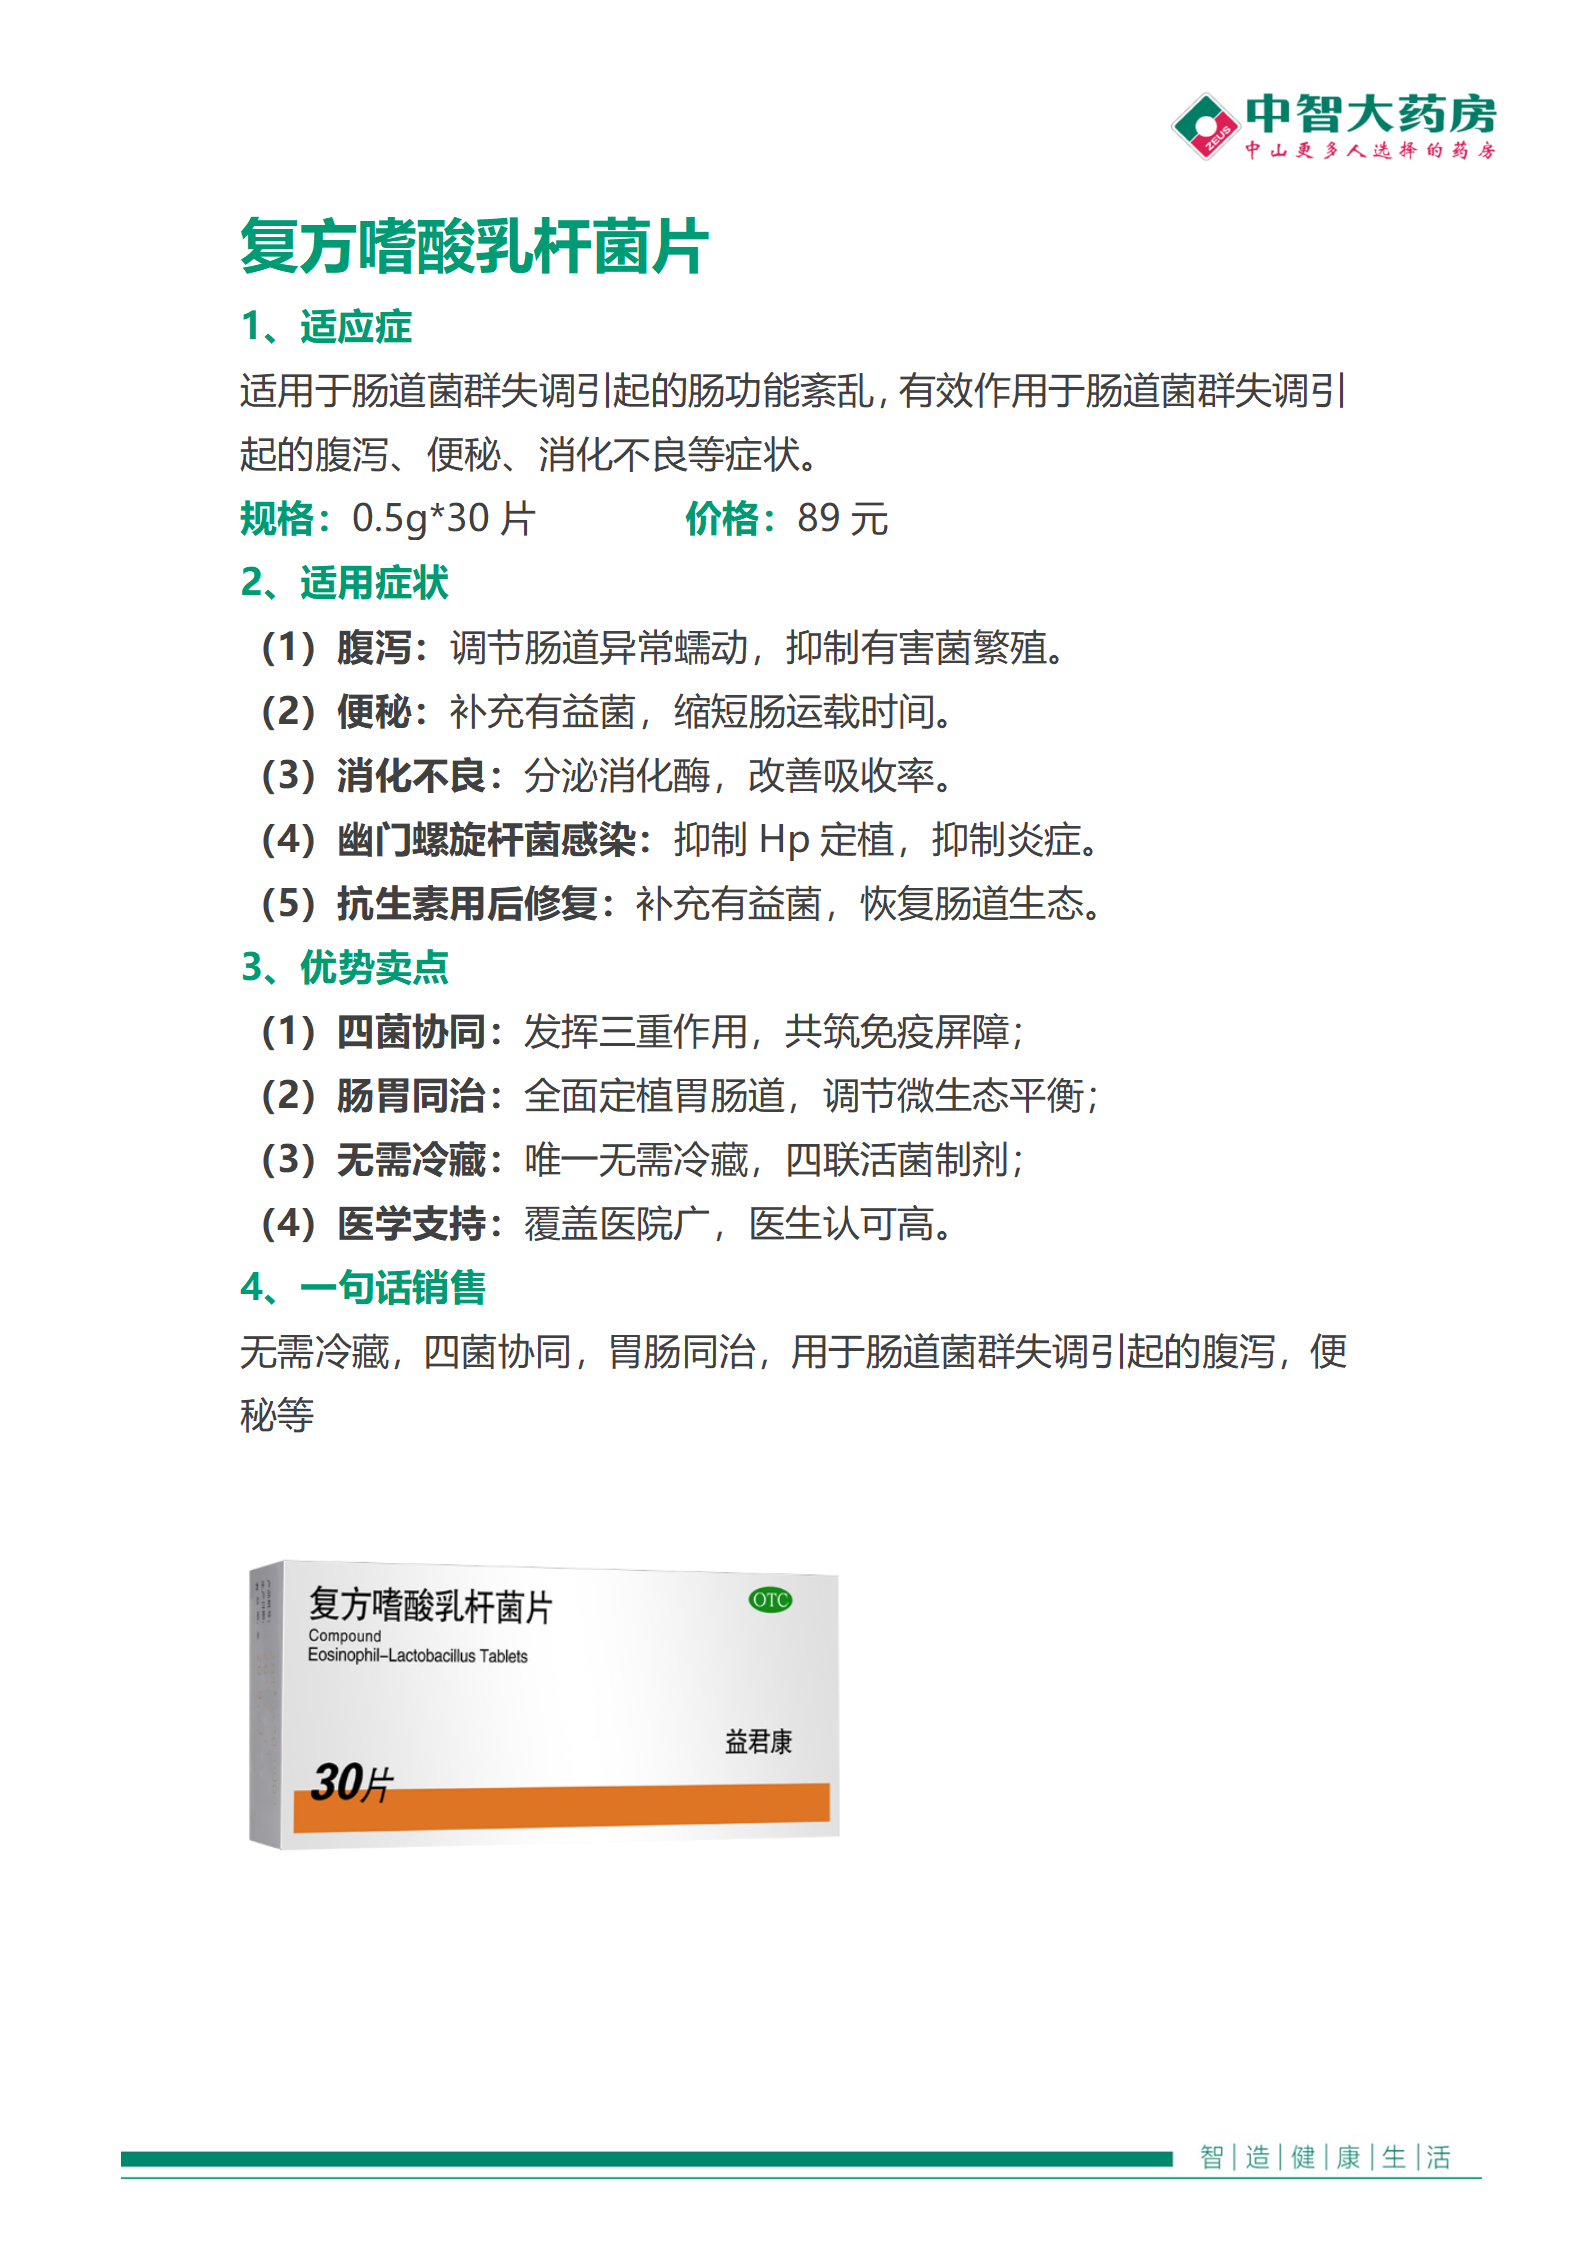 中智大药房
ZEUS
中山更多人选择的药房
复方嗜酸乳杆菌片
1、适应症
适用于肠道菌群失调引起的肠功能紊乱,有效作用于肠道菌群失调引
起的腹泻、便秘、消化不良等症状。
规格：0.5g*30 片 价格：89 元
2、适用症状
（1）腹泻：调节肠道异常蠕动，抑制有害菌繁殖。
（2）便秘：补充有益菌，缩短肠运载时间。
（3）消化不良：分泌消化酶，改善吸收率。
（4）幽门螺旋杆菌感染：抑制 Hp 定植，抑制炎症。
（5）抗生素用后修复：补充有益菌，恢复肠道生态。
3、优势卖点
（1）四菌协同：发挥三重作用，共筑免疫屏障；
（2）肠胃同治：全面定植胃肠道，调节微生态平衡；
（3）无需冷藏：唯一无需冷藏，四联活菌制剂；
（4）医学支持：覆盖医院广，医生认可高。
4、一句话销售
无需冷藏，四菌协同，胃肠同治，用于肠道菌群失调引起的腹泻，便
秘等
复方嗜酸乳杆菌片
OTC
Compound
Eosinophil-Lactobacillus Tablets
益君康
30片
智|造|健|康|生|活